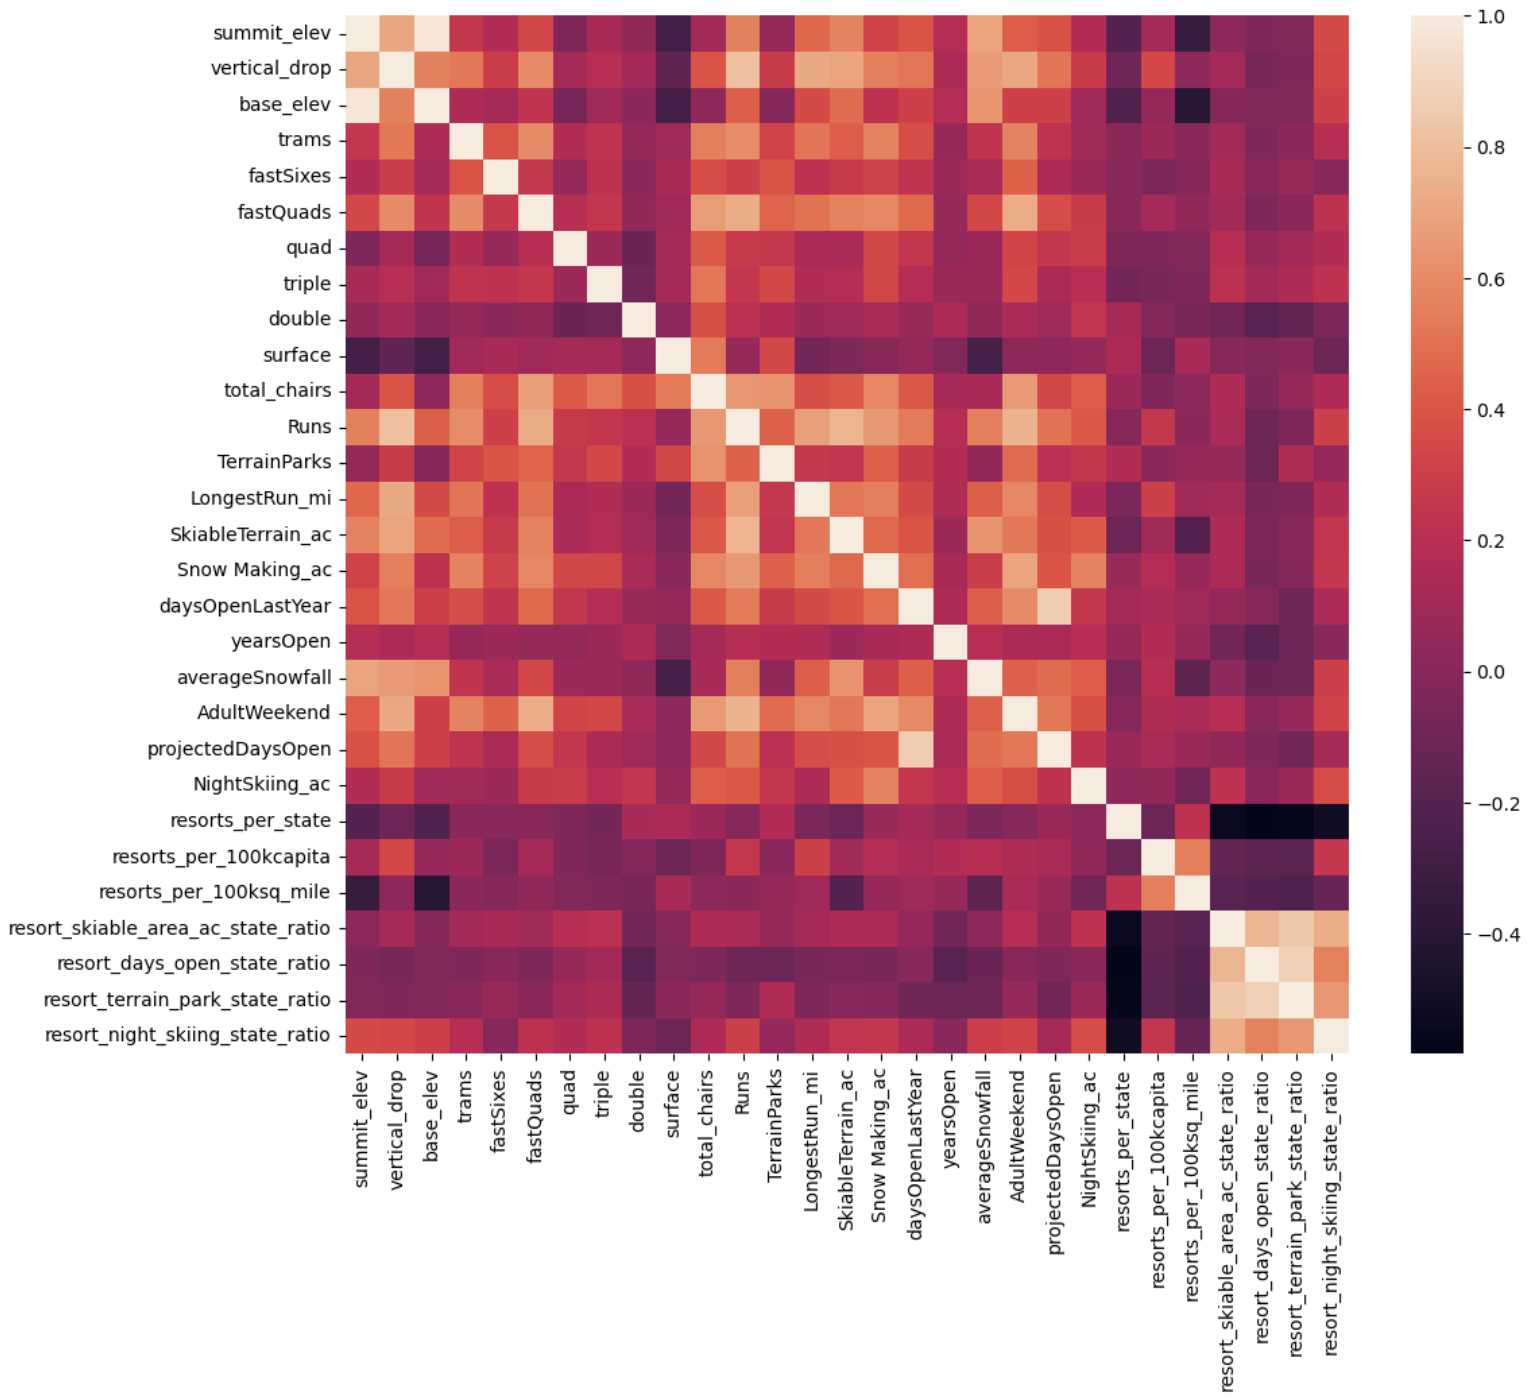 summit_elev
vertical_drop
base_elev
trams
fastSixes
fastQuads
quad
triple
double
surface
total_chairs
Runs
TerrainParks
LongestRun_mi
SkiableTerrain_ac
Snow Making_ac
daysOpenLastYear
yearsOpen
averageSnowfall
AdultWeekend
projectedDaysOpen
NightSkiing_ac
resorts_per_state
resorts_per_100kcapita
resorts_per_100ksq_mile
resort_skiable_area_ac_state_ratio
resort_days_open_state_ratio
resort_terrain_park_state_ratio
resort_night_skiing_state_ratio
summit_elev
vertical_drop
base_elev
trams
fastSixes
fastQuads
quad
triple
double
surface
total_chairs
Runs
TerrainParks
LongestRun_mi
SkiableTerrain_ac
Snow Making_ac
daysOpenLastYear
yearsOpen
averageSnowfall
AdultWeekend
projectedDaysOpen
NightSkiing_ac
resorts_per_state
resorts_per_100kcapita
resorts_per_100ksq_mile
resort_skiable_area_ac_state_ratio
resort_days_open_state_ratio
resort_terrain_park_state_ratio
resort_night_skiing_state_ratio
1.0
0.8
0.6
0.4
0.2
0.0
−0.2
−0.4